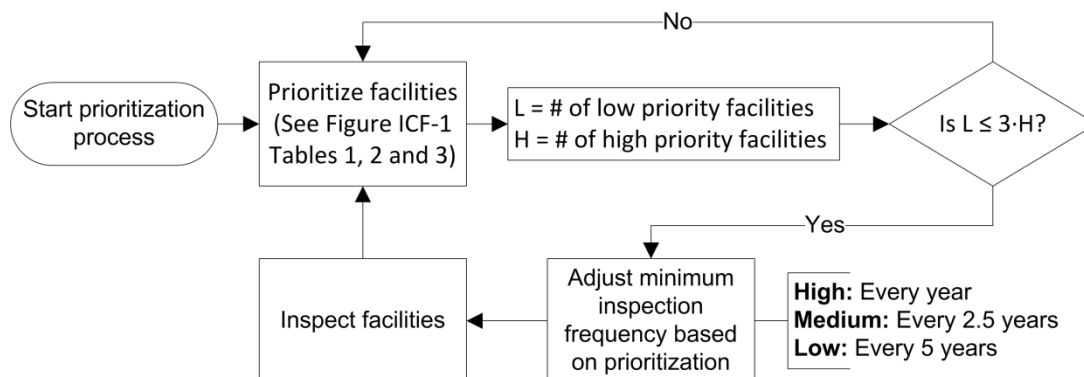 No
Start prioritization
process
Prioritize facilities
(See Figure ICF-1
Tables 1, 2 and 3)
L = # of low priority facilities
H = # of high priority facilities
Is L ≤ 3·H?
Yes
Inspect facilities
Adjust minimum
inspection
frequency based
on prioritization
High: Every year
Medium: Every 2.5 years
Low: Every 5 years